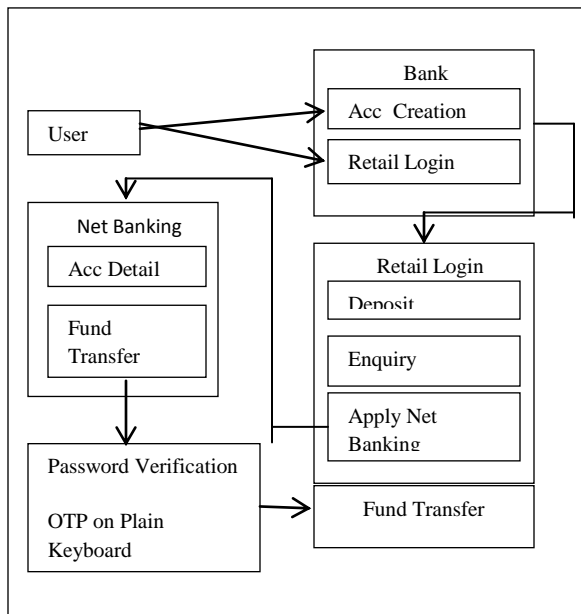 Bank
Acc Creation
User
Retail Login
Net Banking
Acc Detail
Fund
Transfer
Retail Login
Deposit
Enquiry
Apply Net
Banking
Password Verification
OTP on Plain
Keyboard
Fund Transfer